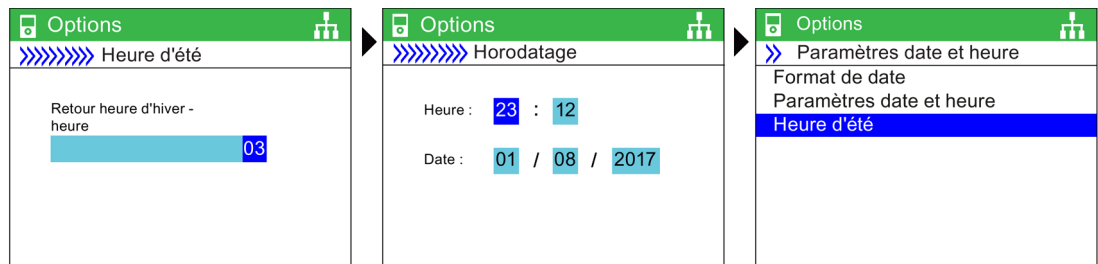 Options
Heure d'été
Retour heure d'hiver -
heure
03
Options
Horodatage
Heure : 23 : 12
Date : 01 / 08 / 2017
Options
Paramètres date et heure
Format de date
Paramètres date et heure
Heure d'été